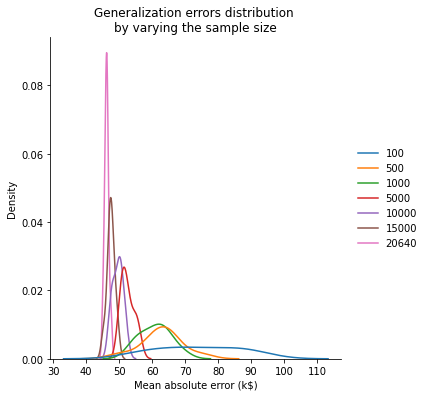 Generalization errors distribution
by varying the sample size
0.08
0.06
0.04
0.02
0.00
Density
30 40 50 60 70 80 90 100 110
Mean absolute error (k$)
100
500
1000
5000
10000
15000
20640